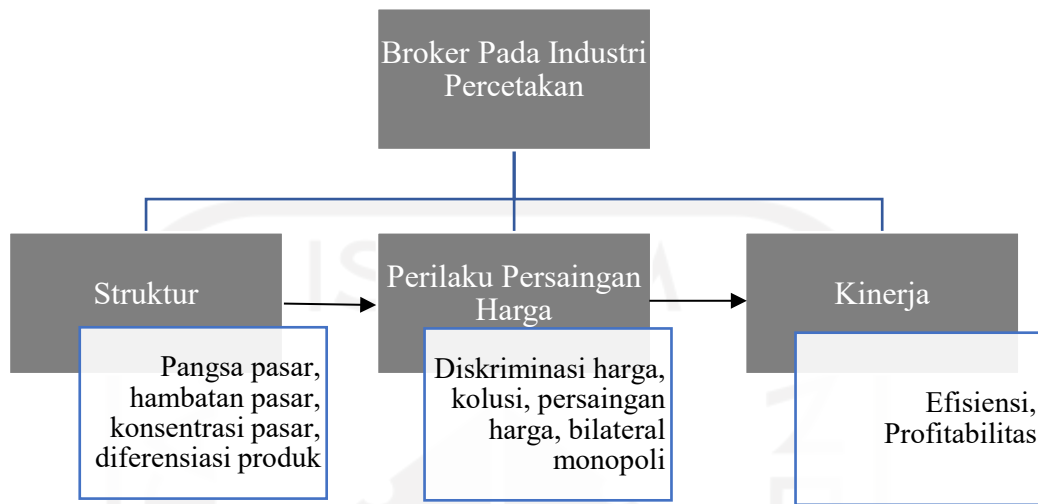 Broker Pada Industri
Percetakan
Struktur
Perilaku Persaingan
Harga
Kinerja
Pangsa pasar,
hambatan pasar,
konsentrasi pasar,
diferensiasi produk
Diskriminasi harga,
kolusi, persaingan
harga, bilateral
monopoli
Efisiensi,
Profitabilitas